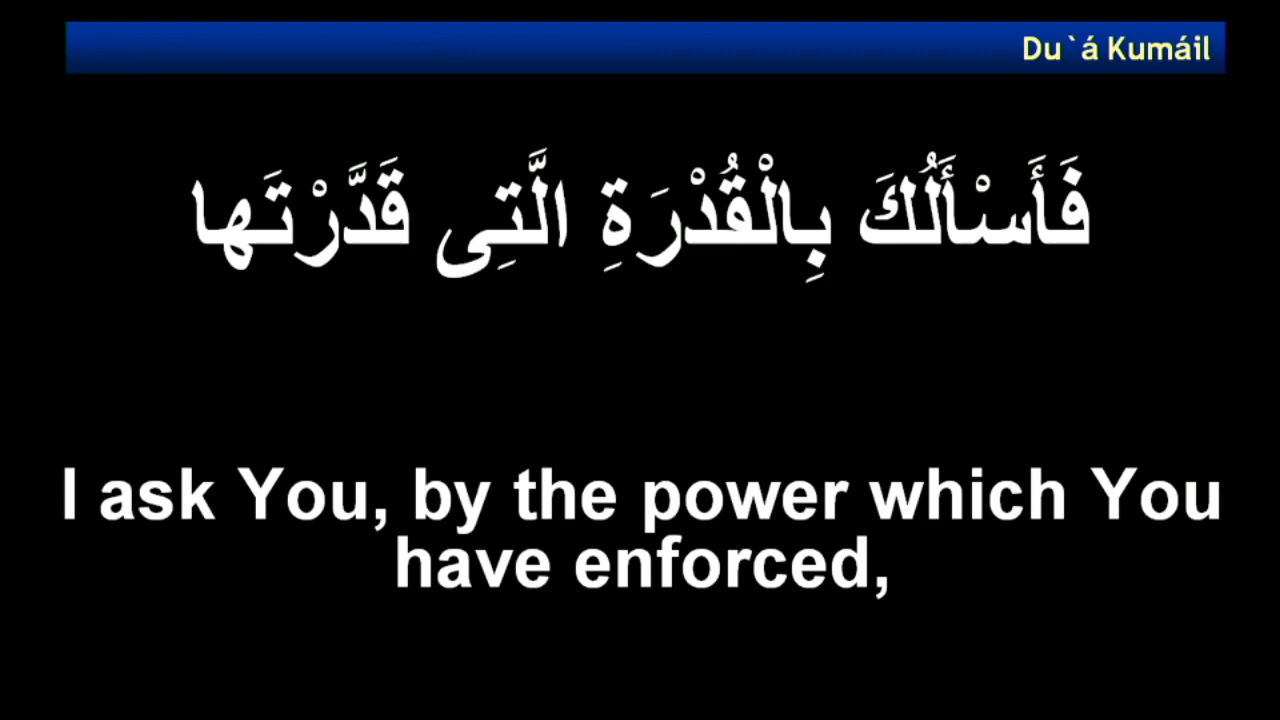 Du`á Kumáil
فَأَسْأَلُكَ بِالْقُدْرَةِ الَّتِى قَدَّرْتَها
I ask You, by the power which You
have enforced,